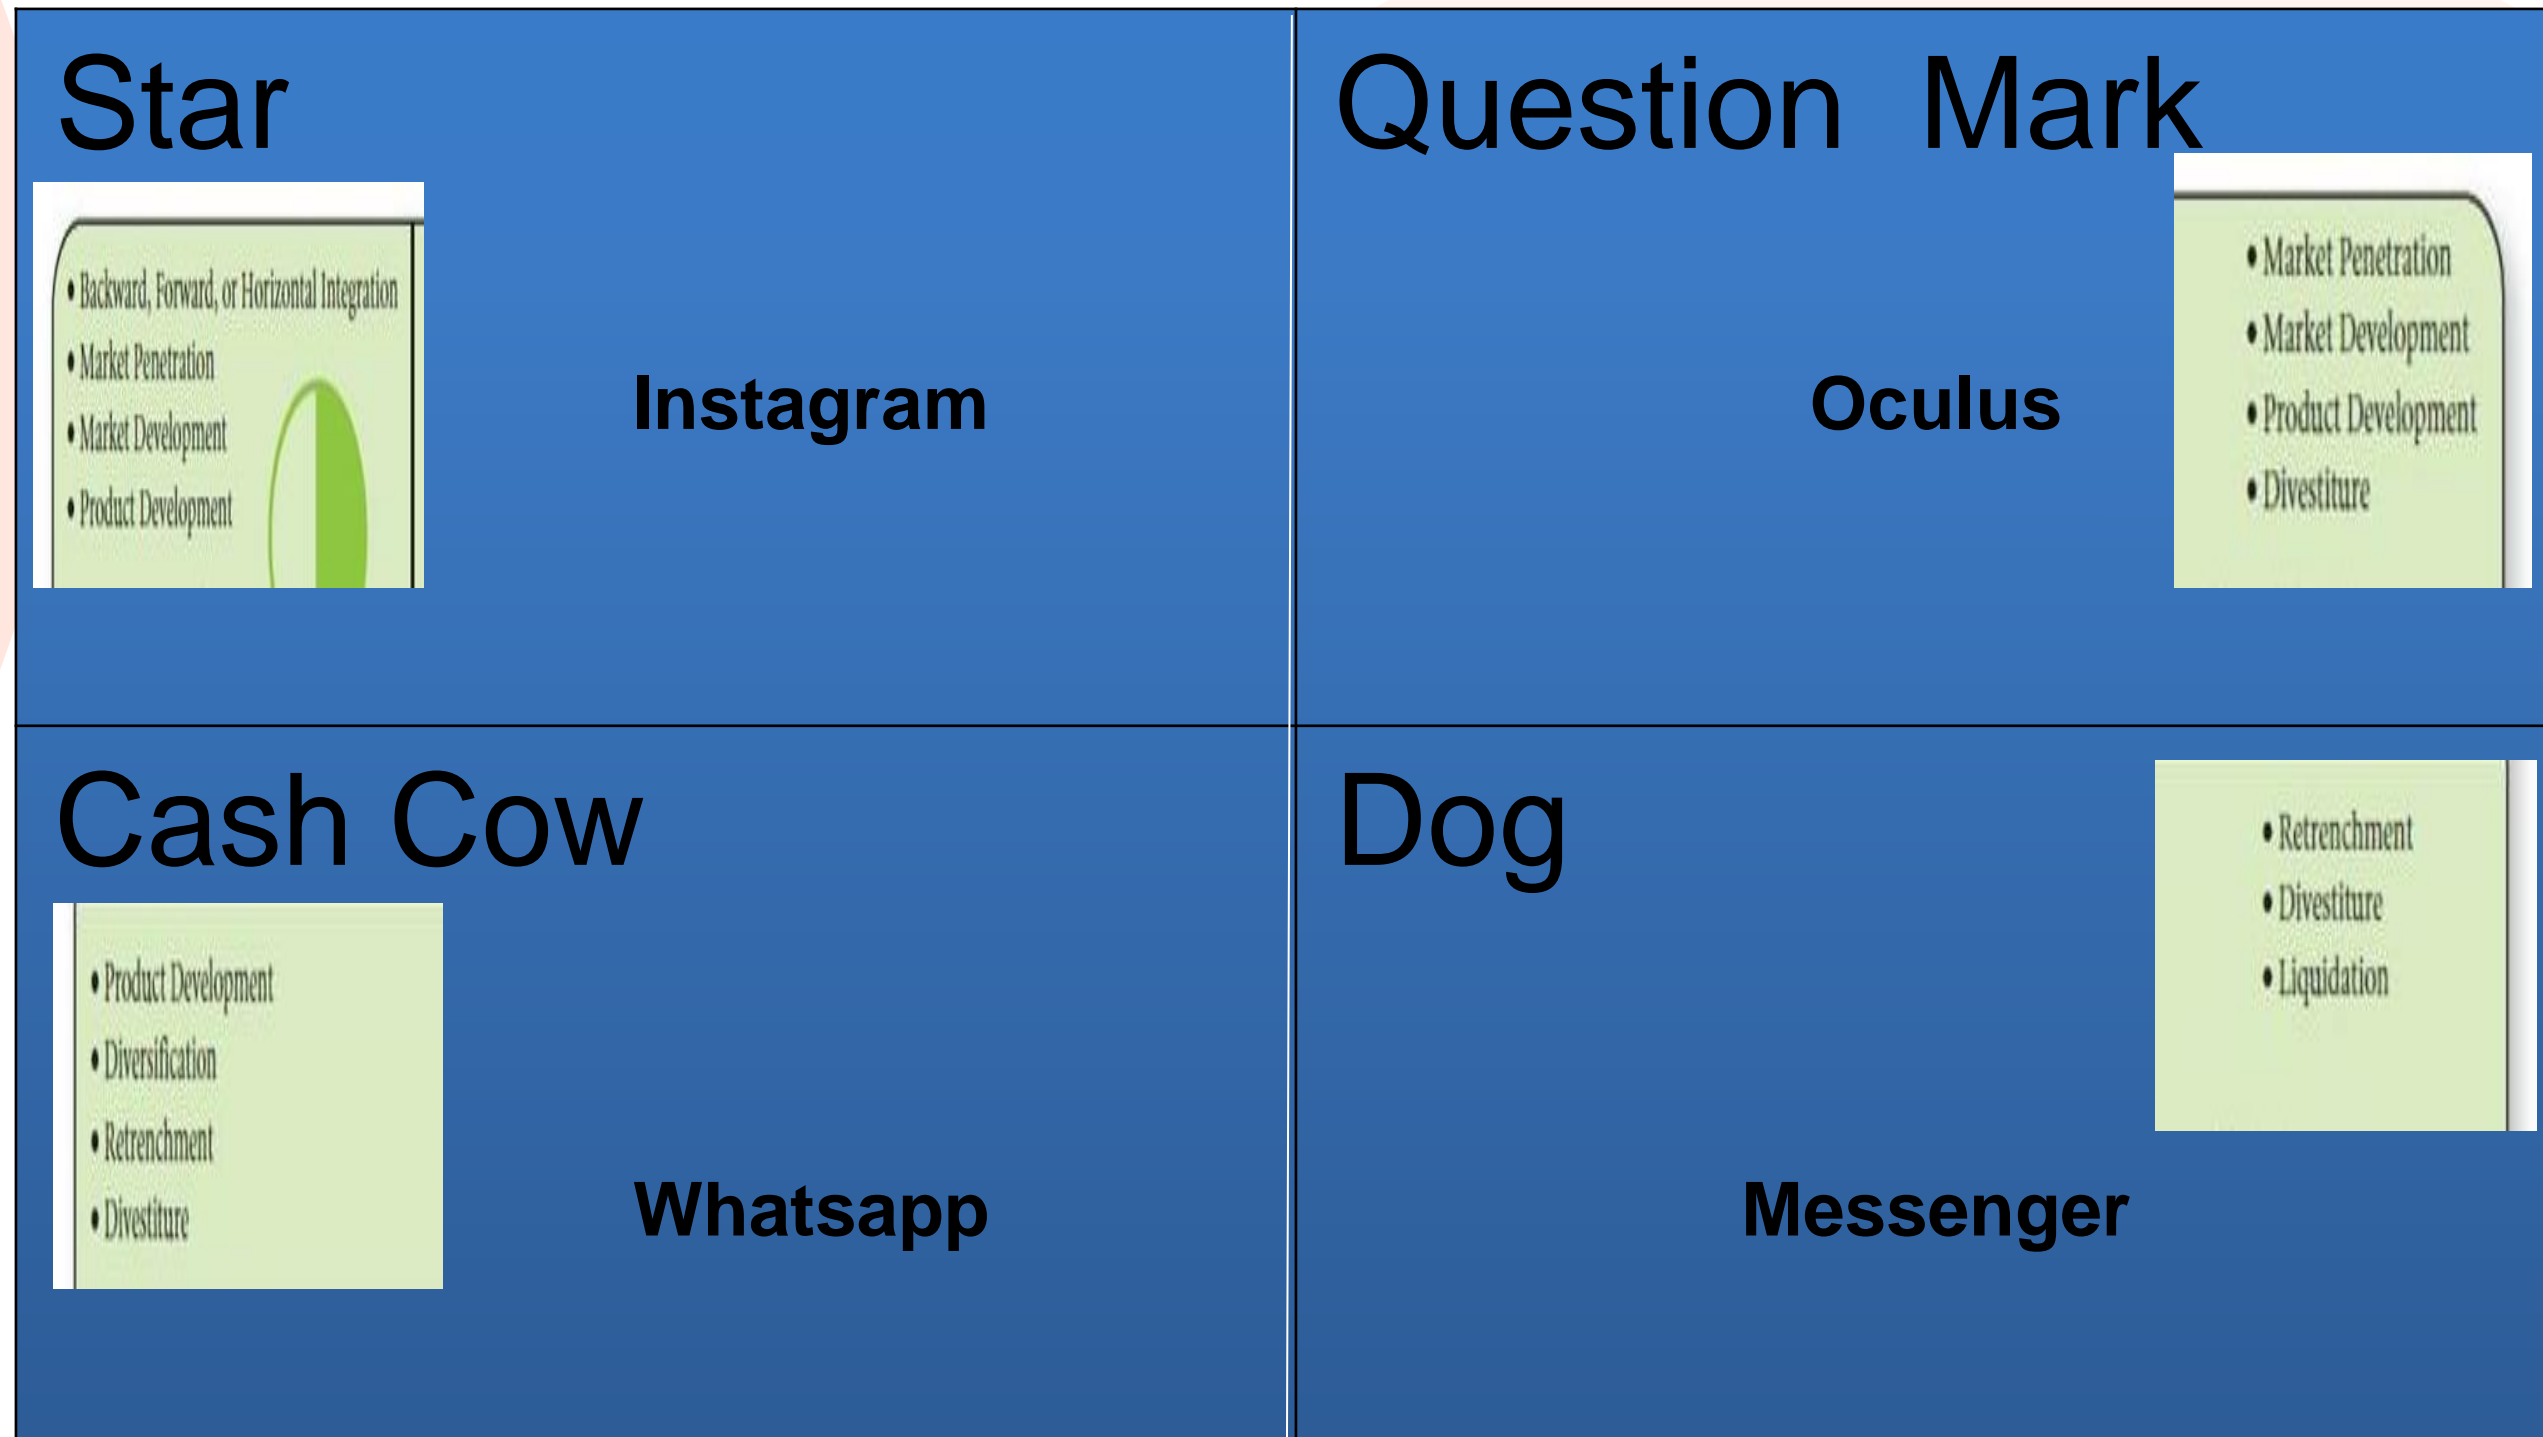 Star
• Backward, Forward, or Horizontal Integration
• Market Penetration
• Market Development
• Product Development
Instagram
Question Mark
Oculus
• Market Penetration
• Market Development
• Product Development
• Divestiture
Cash Cow
• Product Development
• Diversification
• Retrenchment
• Divestiture
Whatsapp
Dog
• Retrenchment
• Divestiture
• Liquidation
Messenger